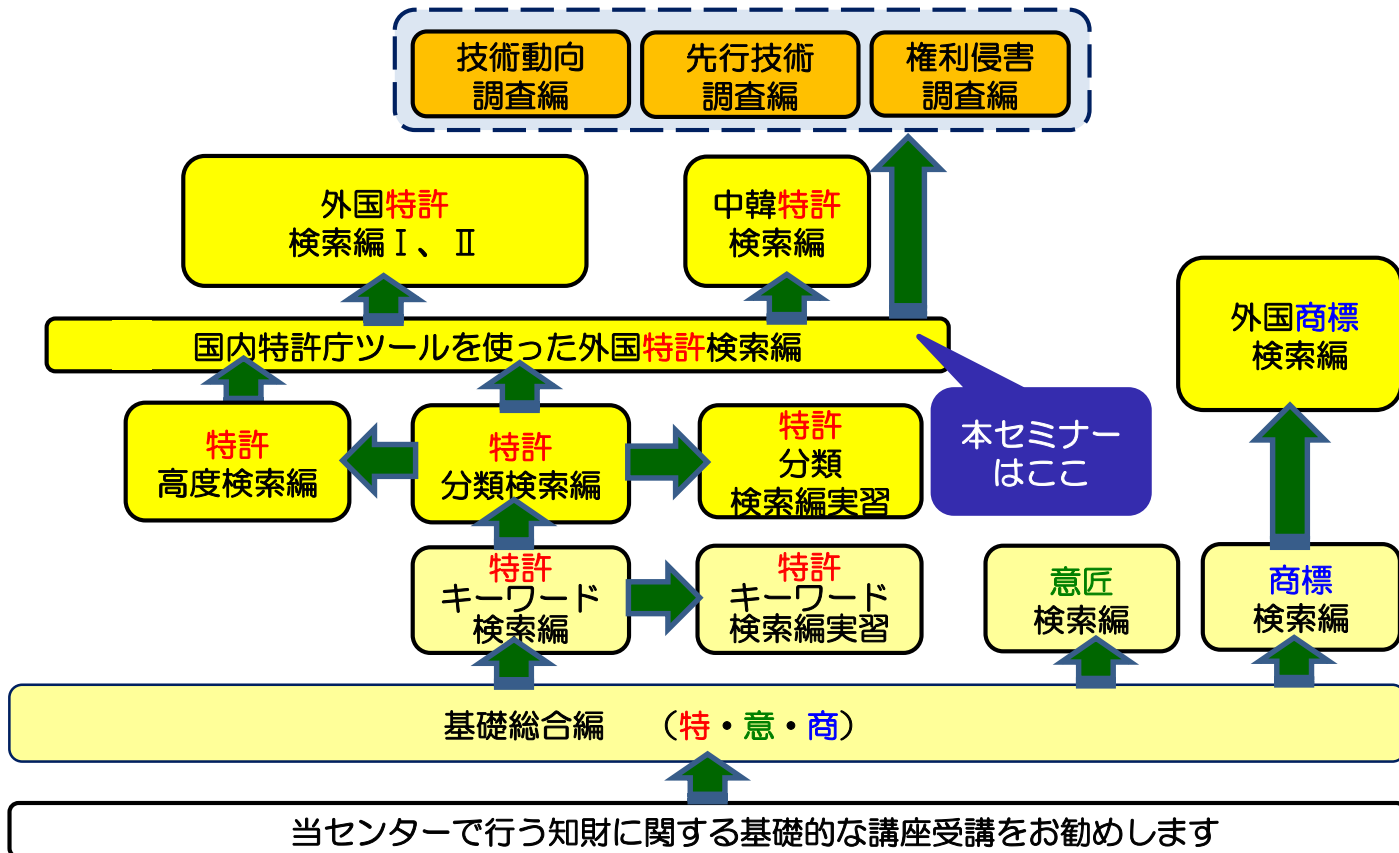 技術動向
調査編
先行技術
調査編
権利侵害
調査編
外国特許
検索編Ⅰ、Ⅱ
中韓特許
検索編
外国商標
検索編
国内特許庁ツールを使った外国特許検索編
本セミナー
はここ
特許
高度検索編
特許
分類検索編
特許
分類
検索編実習
特許
キーワード
検索編
特許
キーワード
検索編実習
意匠
検索編
商標
検索編
基礎総合編　（特・意・商）
当センターで行う知財に関する基礎的な講座受講をお勧めします